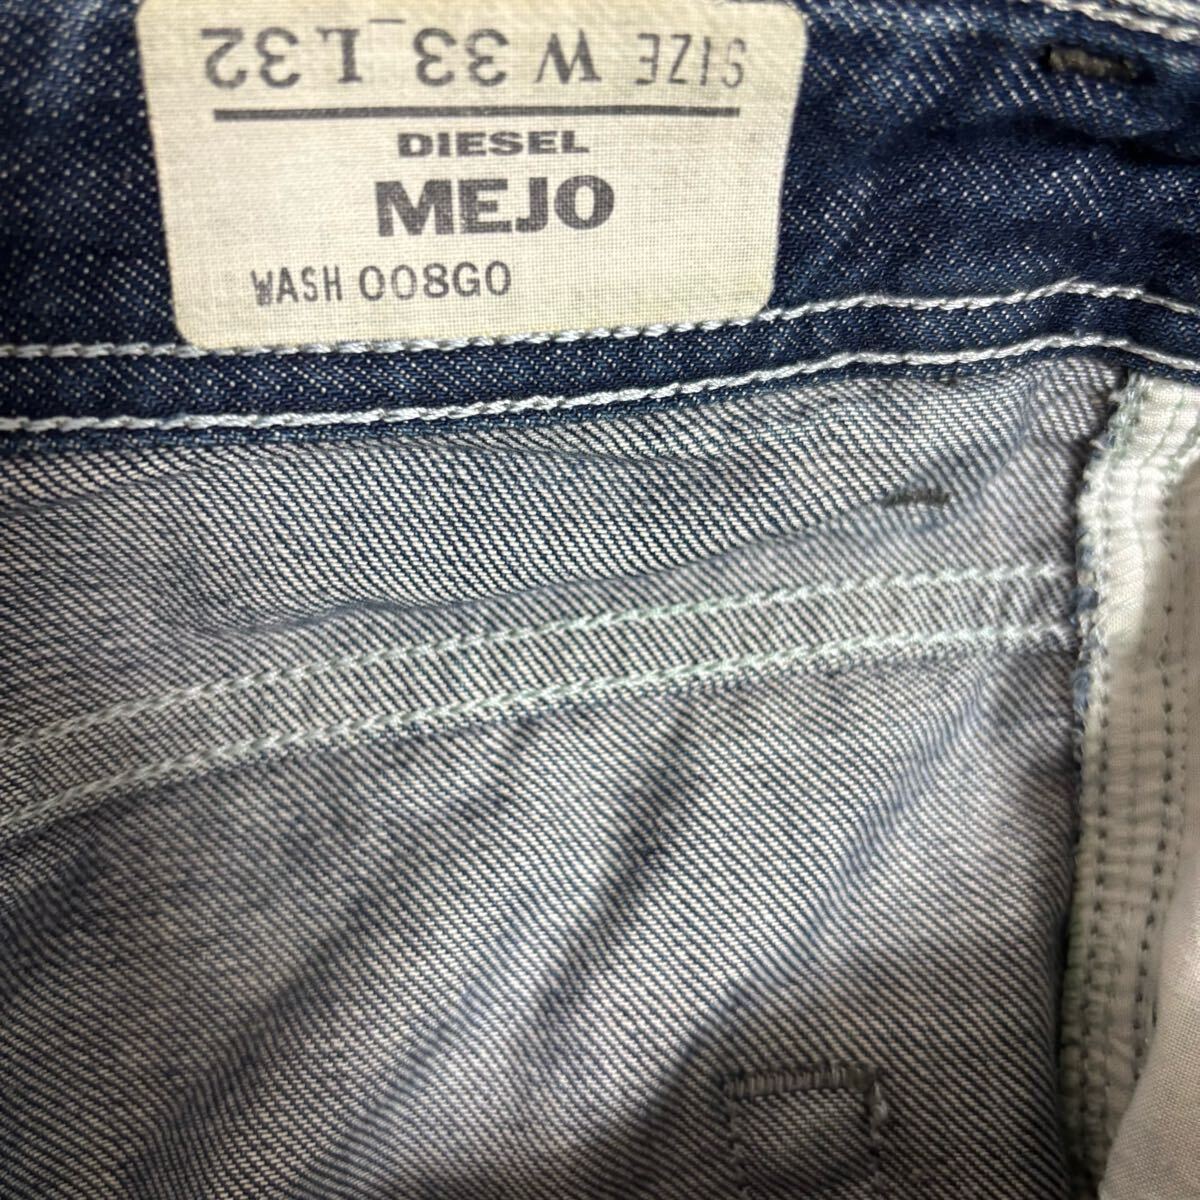 SIZE W 33 L 32
DIESEL
MEJO
WASH 008GO